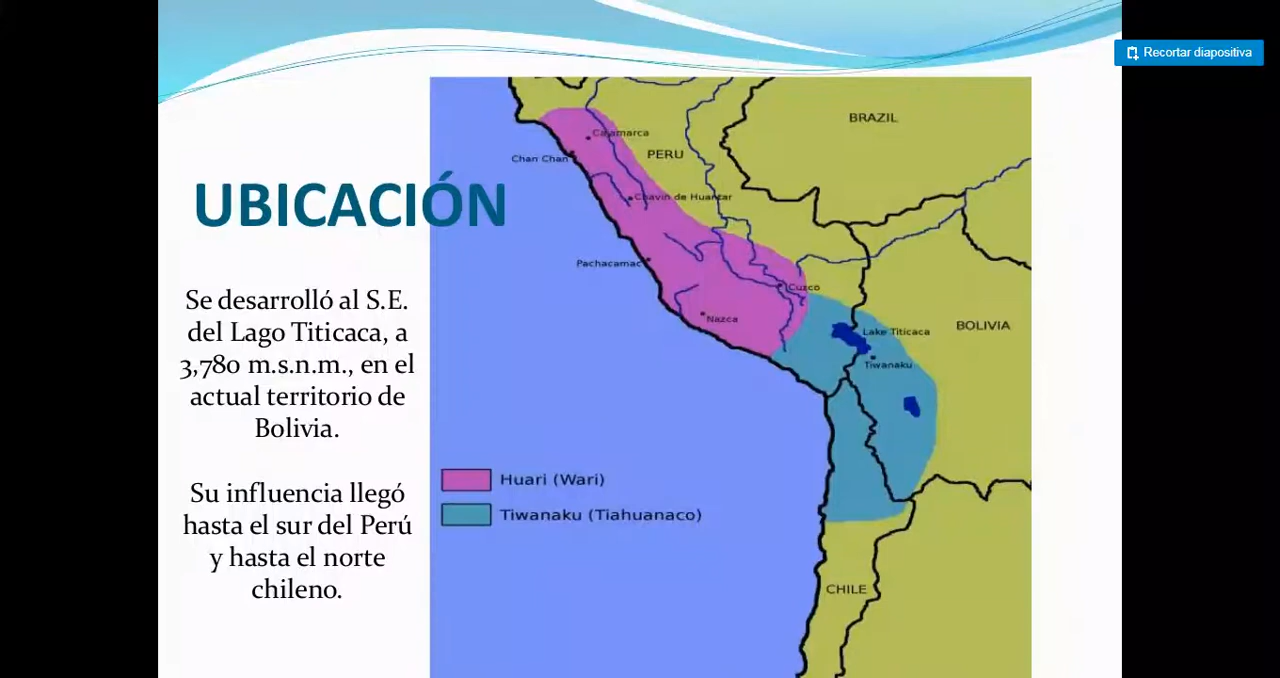 Recortar diapositiva
UBICACIÓN
Se desarrolló al S.E.
del Lago Titicaca, a
3,780 m.s.n.m., en el
actual territorio de
Bolivia.
Su influencia llegó
hasta el sur del Perú
y hasta el norte
chileno.
BRAZIL
Cajamarca
PERU
Chan Chan
Chavin de Huantar
Pachacamac
Cuzco
Nazca
Lake Titicaca
BOLIVIA
Tiwanaku
Huari (Wari)
Tiwanaku (Tiahuanaco)
CHILE